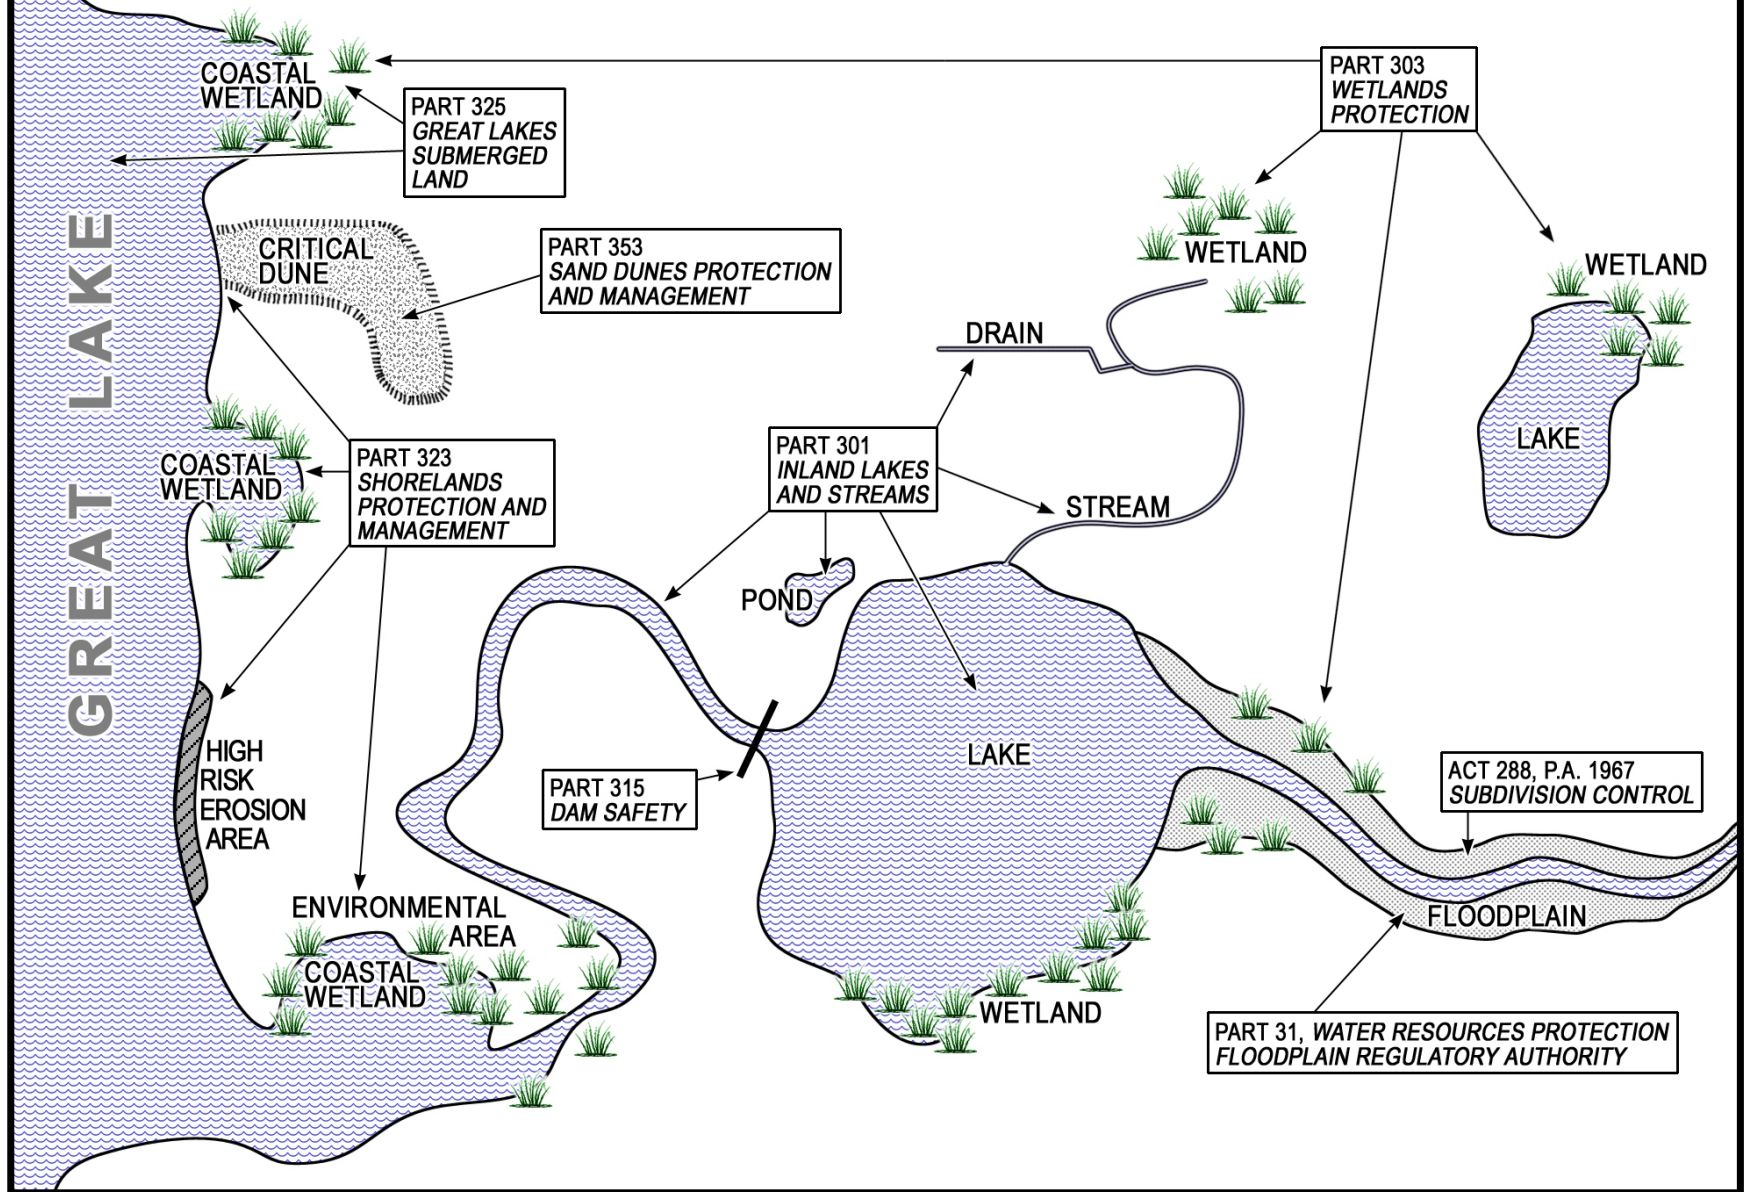 COASTAL
WETLAND
PART 325
GREAT LAKES
SUBMERGED
LAND
PART 303
WETLANDS
PROTECTION
GREAT LAKE
CRITICAL
DUNE
PART 353
SAND DUNES PROTECTION
AND MANAGEMENT
WETLAND
WETLAND
DRAIN
LAKE
COASTAL
WETLAND
PART 323
SHORELANDS
PROTECTION AND
MANAGEMENT
PART 301
INLAND LAKES
AND STREAMS
STREAM
POND
LAKE
HIGH
RISK
EROSION
AREA
PART 315
DAM SAFETY
ACT 288, P.A. 1967
SUBDIVISION CONTROL
ENVIRONMENTAL
AREA
COASTAL
WETLAND
WETLAND
FLOODPLAIN
PART 31, WATER RESOURCES PROTECTION
FLOODPLAIN REGULATORY AUTHORITY